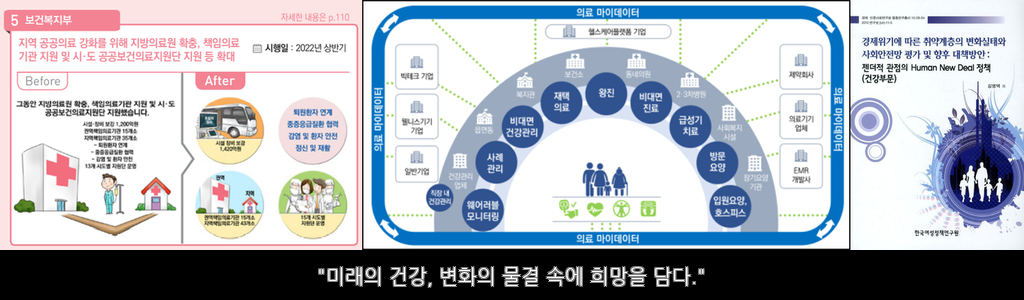 5 보건복지부
자세한 내용은 p.110
지역 공공의료 강화를 위해 지방의료원 확충, 책임의료
기관 지원 및 시·도 공공보건의료지원단 지원 등 확대
시행일 : 2022년 상반기
Before
그동안 지방의료원 확충, 책임의료기관 지원 및 시·도
공공보건의료지원단 지원했습니다.
시설·장비 보강 1,200억원
권역책임의료기관 15개소
지역책임의료기관 35개소
- 퇴원환자 연계
- 중증응급질환 협력
- 감염 및 환자 안전
13개 시도별 지원단 운영
After
시설 장비 보강
1,420억원
퇴원환자 연계
중증응급질환 협력
감염 및 환자 안전
정신 및 재활
권역
지역
권역책임의료기관 15개소
지역책임의료기관 43개소
15개 시도별
지원단 운영
의료 마이데이터
헬스케어플랫폼 기업
의료 마이데이터
의료 마이데이터
빅테크 기업
웰니스기기
기업
일반기업
제약회사
의료기기
업체
EMR
개발사
건강관리
업체
읍면동
복지관
보건소
동네의원
2·3차병원
사회복지
시설
장기요양
기관
직장 내
건강관리
웨어러블
모니터링
사례
관리
비대면
건강관리
재택
의료
왕진
비대면
진료
급성기
치료
방문
요양
입원요양,
호스피스
의료 마이데이터
경제위기에 따른 취약계층의 변화실태와
사회안전망 평가 및 향후 대책방안 :
젠더적 관점의 Human New Deal 정책
(건강부문)
한국여성정책연구원
"미래의 건강, 변화의 물결 속에 희망을 담다."